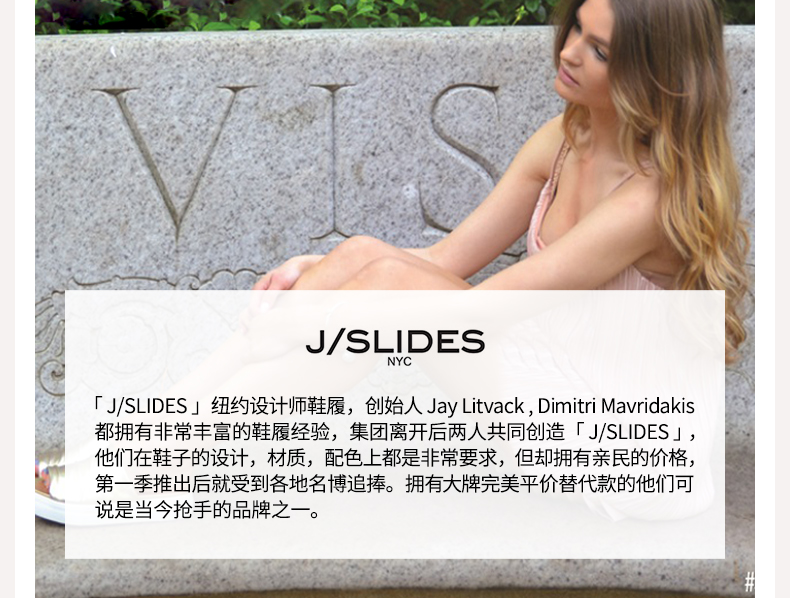 VIS
J/SLIDES
NYC
「 J/SLIDES 」 纽约设计师鞋履，创始人 Jay Litvack , Dimitri Mavridakis
都拥有非常丰富的鞋履经验，集团离开后两人共同创造「 J/SLIDES 」，
他们在鞋子的设计，材质，配色上都是非常要求，但却拥有亲民的价格，
第一季推出后就受到各地名博追捧。拥有大牌完美平价替代款的他们可
说是当今抢手的品牌之一。
#